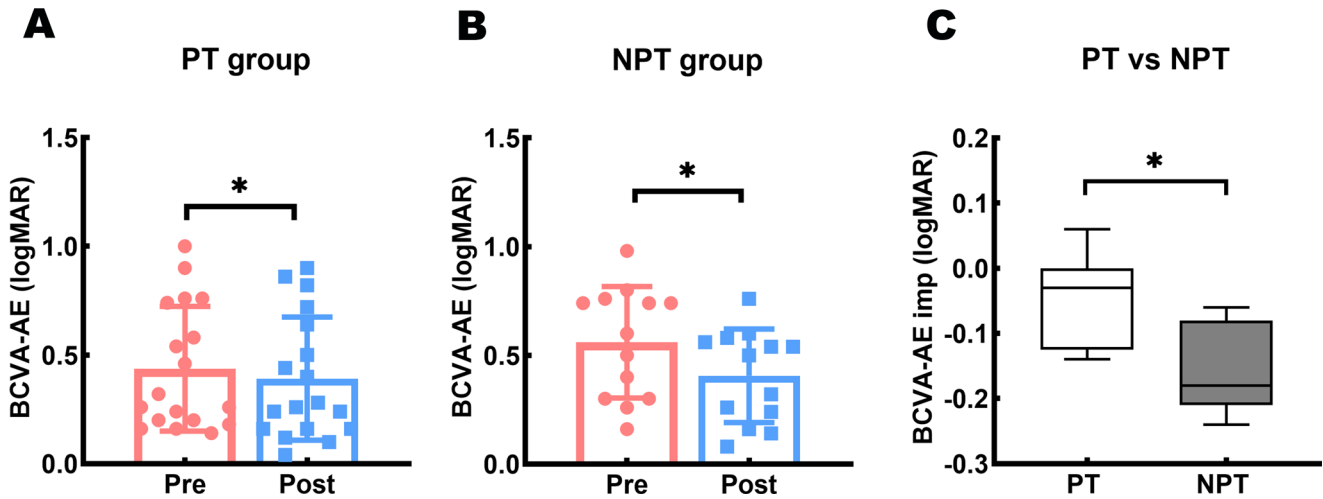 A
PT group
BCVA-AE (logMAR)
1.5
1.0
0.5
0.0
*
Pre
Post
B
NPT group
BCVA-AE (logMAR)
1.5
1.0
0.5
0.0
*
Pre
Post
C
PT vs NPT
BCVA-AE imp (logMAR)
0.2
0.1
0.0
-0.1
-0.2
-0.3
*
PT
NPT